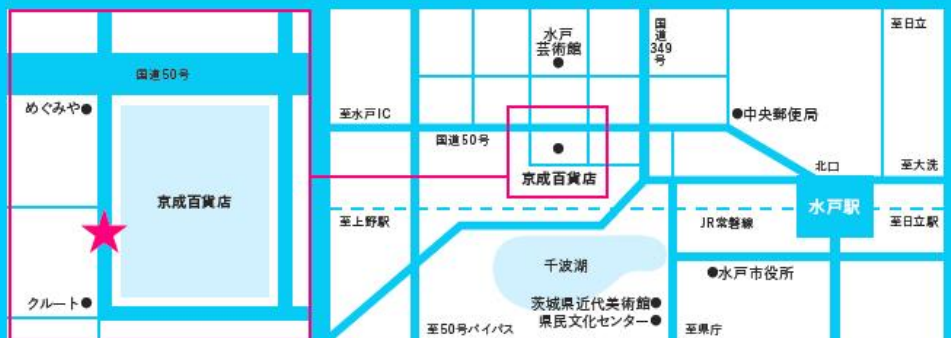 国道50号
めぐみや
京成百貨店
クルート
水戸
芸術館
国道
349
号
至日立
至水戸IC
中央郵便局
国道50号
北口
至大洗
京成百貨店
水戸駅
至上野駅
JR常磐線
至日立駅
千波湖
水戸市役所
茨城県近代美術館
県民文化センター
至50号バイパス
至県庁